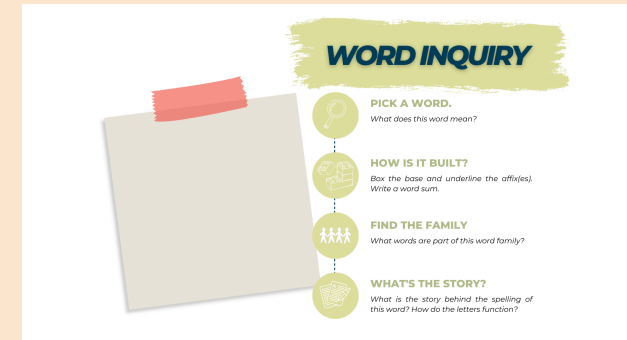 WORD INQUIRY
PICK A WORD.
What does this word mean?
HOW IS IT BUILT?
Box the base and underline the affix(es).
Write a word sum.
FIND THE FAMILY
What words are part of this word family?
WHAT'S THE STORY?
What is the story behind the spelling of
this word? How do the letters function?